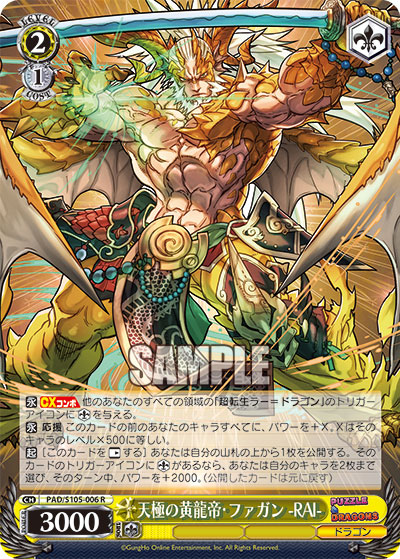 LEVEL
2
1
COST
SAMPLE
永 CXコンボ 他のあなたのすべての領域の「超転生ラー＝ドラゴン」のトリガーアイコンに を与える。
永 応援 このカードの前のあなたのキャラすべてに、パワーを＋X。Xはそのキャラのレベル×500に等しい。
起［このカードを する］ あなたは自分の山札の上から1枚を公開する。そのカードのトリガーアイコンに があるなら、あなたは自分のキャラを2枚まで選び、そのターン中、パワーを＋2000。（公開したカードは元に戻す）
CH PAD/S105-006 R
天極の黄龍帝・ファガン -RAI-
3000
PUZZLE & DRAGONS
ドラゴン
© GungHo Online Entertainment, Inc. All Rights Reserved.